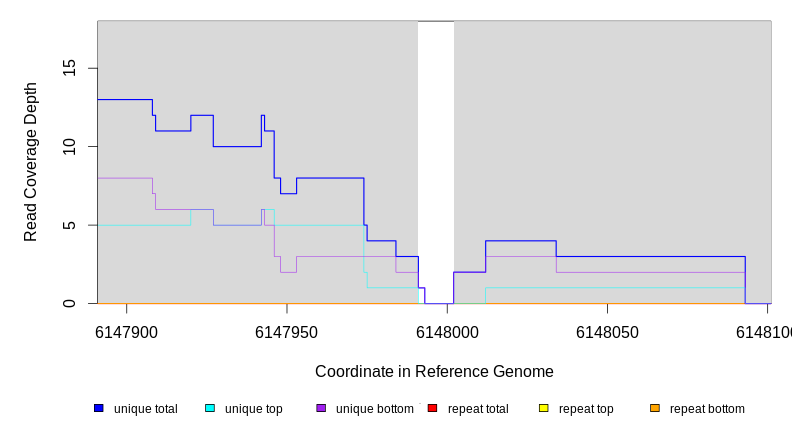 Read Coverage Depth
15
10
5
0
6147900 6147950 6148000 6148050 614810
Coordinate in Reference Genome
unique total unique top unique bottom repeat total repeat top repeat bottom